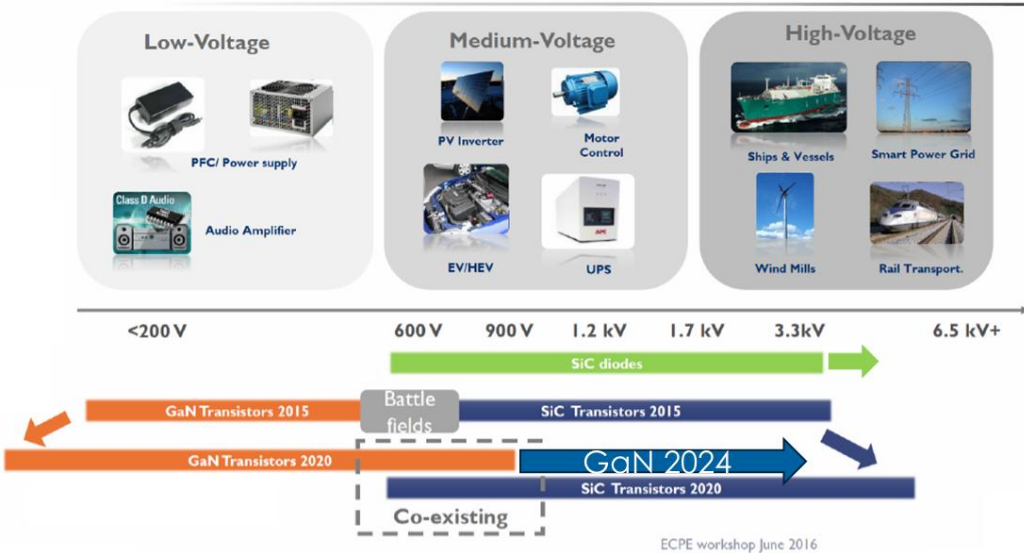 Low-Voltage
Medium-Voltage
High-Voltage
PFC/ Power supply
Class D Audio
Audio Amplifier
PV Inverter
Motor
Control
EV/HEV
APC
UPS
Ships & Vessels
Smart Power Grid
Wind Mills
Rail Transport.
<200 V
600 V
900 V
1.2 kV
1.7 kV
3.3kV
6.5 kV+
SiC diodes
GaN Transistors 2015
Battle
fields
SiC Transistors 2015
GaN Transistors 2020
GaN 2024
SiC Transistors 2020
Co-existing
ECPE workshop June 2016